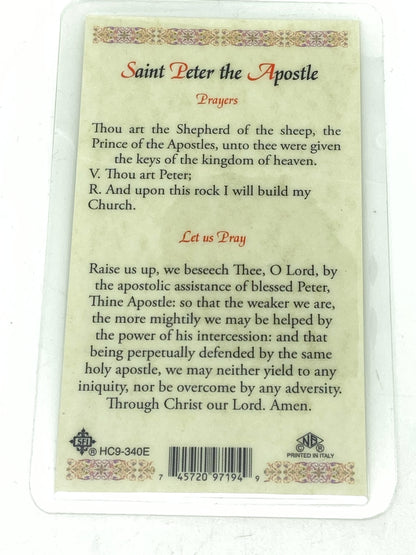 Saint Peter the Apostle
Prayers
Thou art the Shepherd of the sheep, the
Prince of the Apostles, unto thee were given
the keys of the kingdom of heaven.
V. Thou art Peter;
R. And upon this rock I will build my
Church.
Let us Pray
Raise us up, we beseech Thee, O Lord, by
the apostolic assistance of blessed Peter,
Thine Apostle: so that the weaker we are,
the more mightily we may be helped by
the power of his intercession: and that
being perpetually defended by the same
holy apostle, we may neither yield to any
iniquity, nor be overcome by any adversity.
Through Christ our Lord. Amen.
SFI ® HC9-340E
7 45720 97194 9
PRINTED IN ITALY